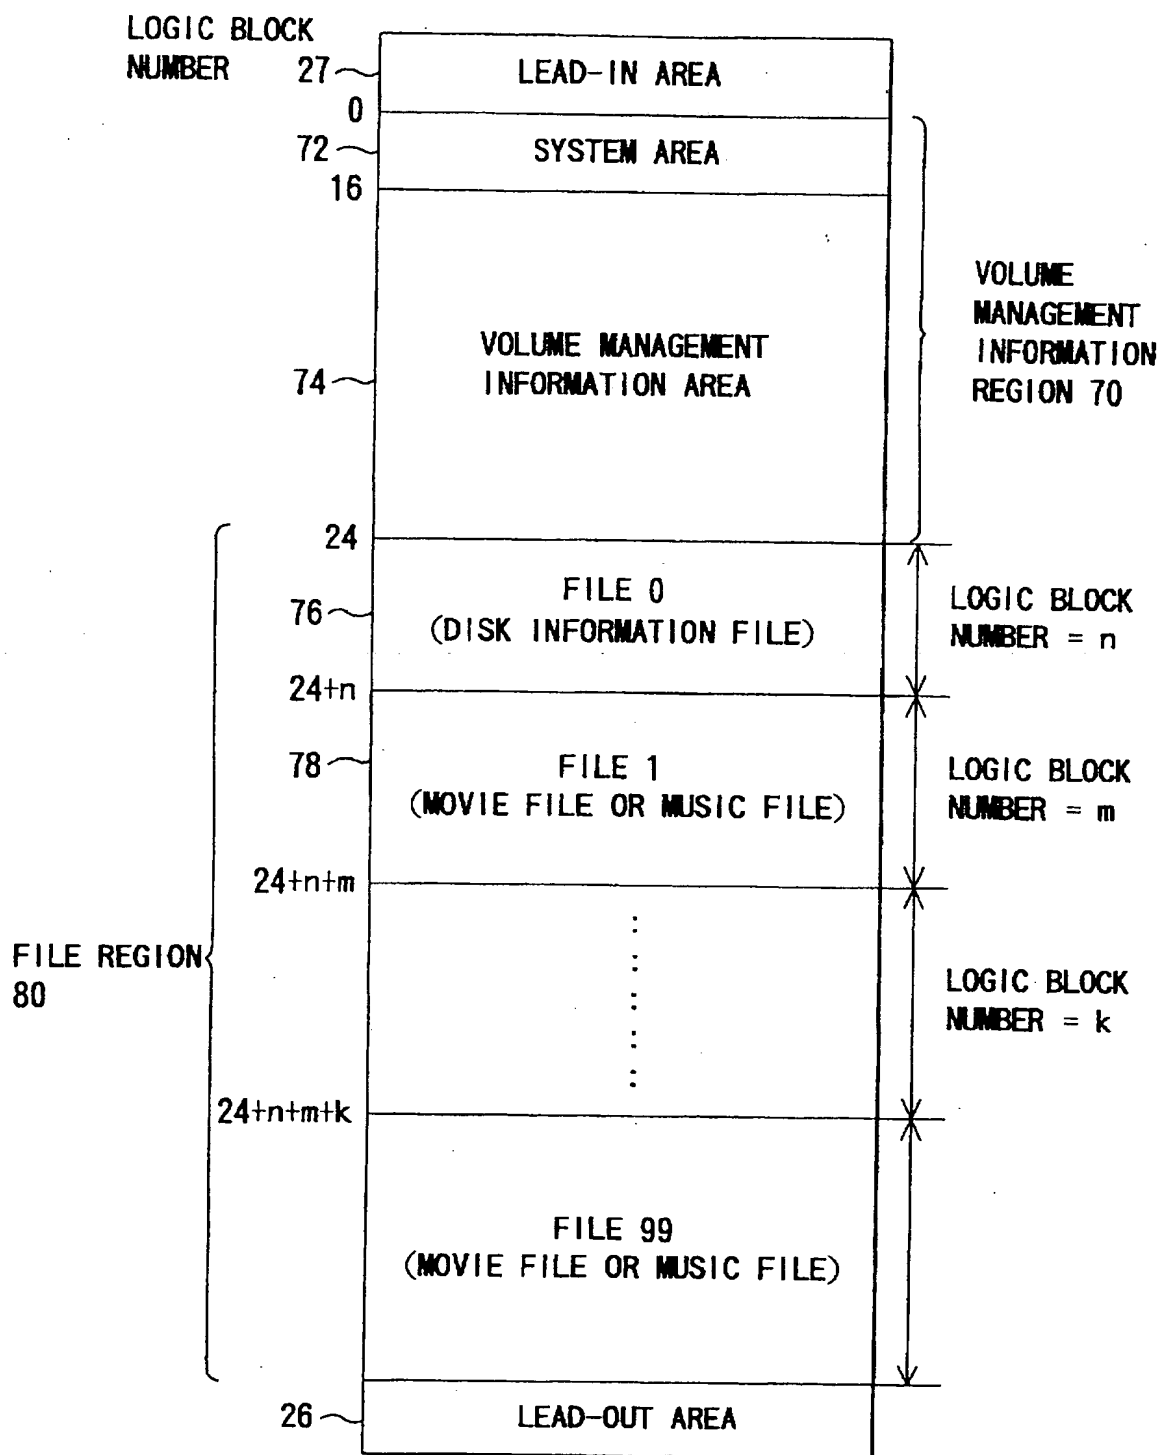 LOGIC BLOCK
NUMBER
27
LEAD-IN AREA
0
72
SYSTEM AREA
16
VOLUME
MANAGEMENT
INFORMATION
REGION 70
74
VOLUME MANAGEMENT
INFORMATION AREA
24
76
FILE 0
(DISK INFORMATION FILE)
LOGIC BLOCK
NUMBER = n
24+n
78
FILE 1
(MOVIE FILE OR MUSIC FILE)
LOGIC BLOCK
NUMBER = m
24+n+m
FILE REGION
80
LOGIC BLOCK
NUMBER = k
24+n+m+k
FILE 99
(MOVIE FILE OR MUSIC FILE)
26
LEAD-OUT AREA